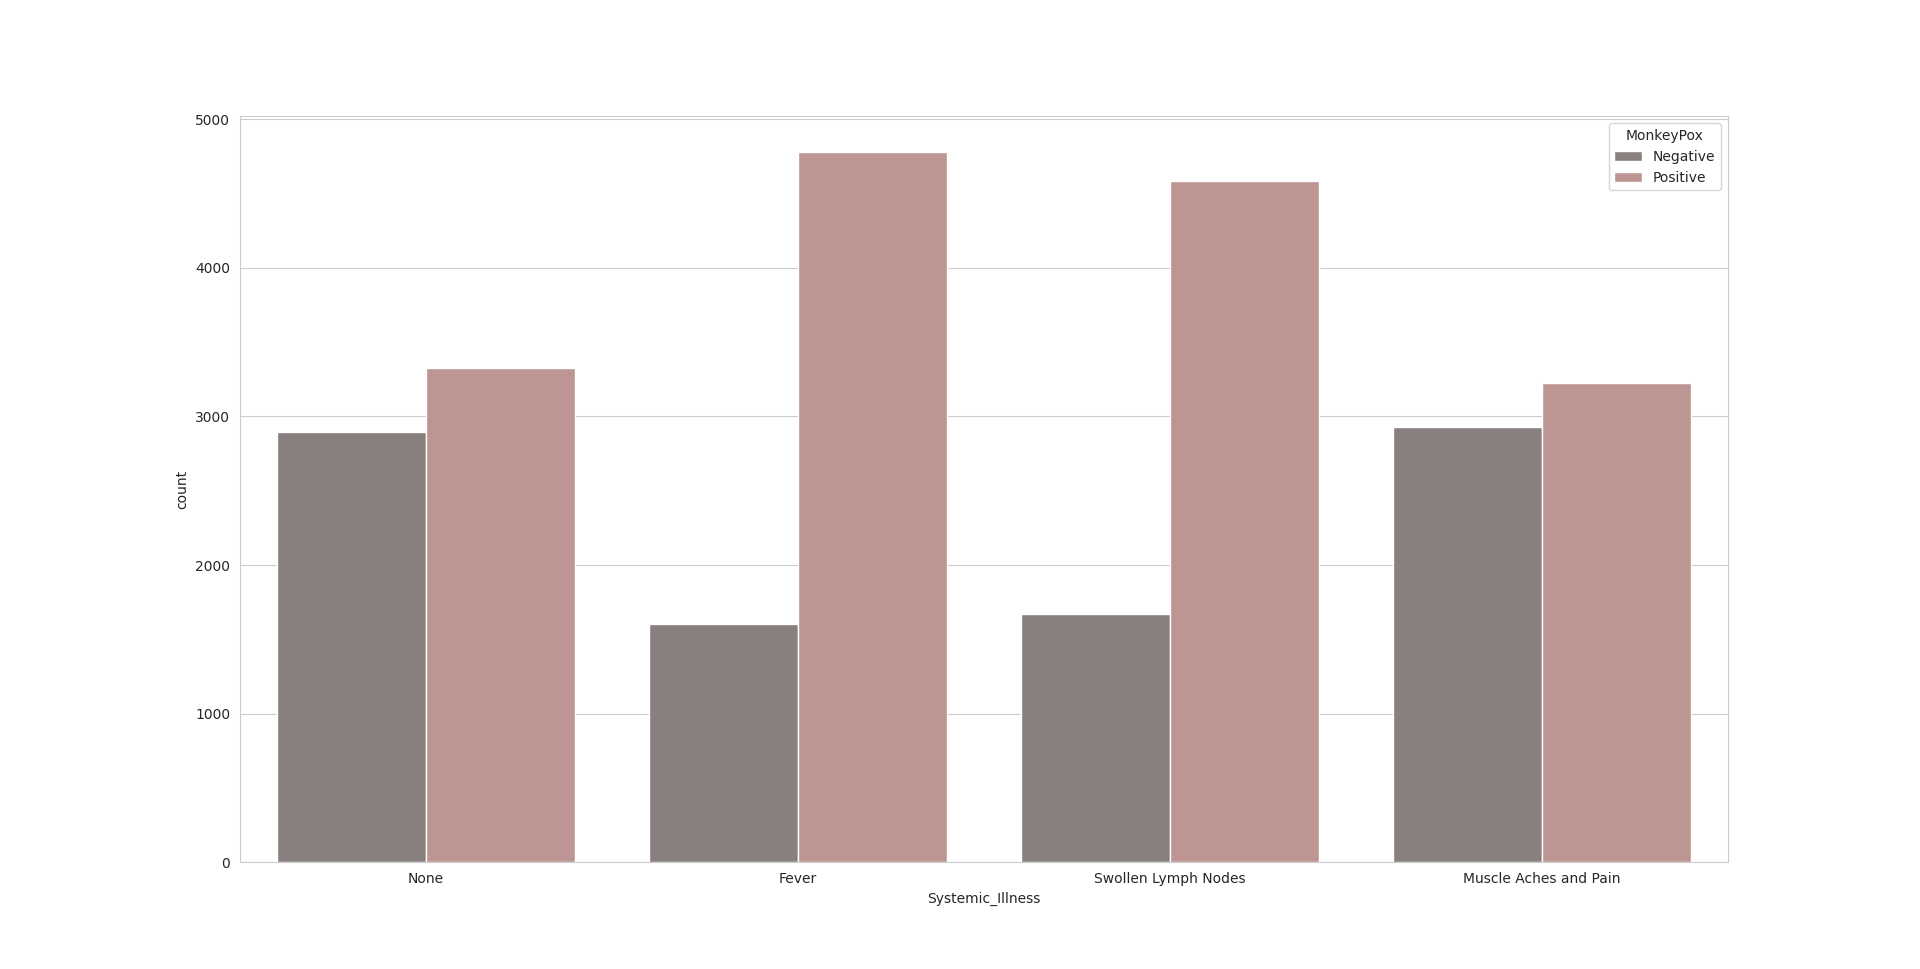 MonkeyPox
Negative
Positive
5000
4000
3000
2000
1000
0
count
None
Fever
Swollen Lymph Nodes
Muscle Aches and Pain
Systemic_Illness